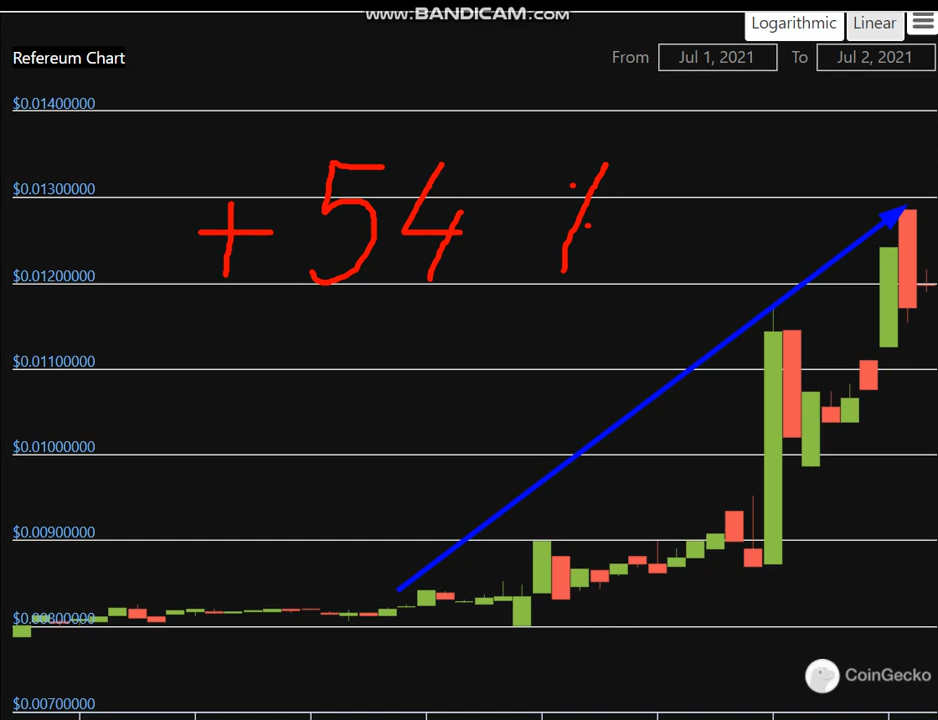 www.BANDICAM.com
Logarithmic Linear
Refereum Chart
From Jul 1, 2021 To Jul 2, 2021
$0.01400000
+ 54 %
$0.01300000
$0.01200000
$0.01100000
$0.01000000
$0.00900000
$0.00800000
$0.00700000
CoinGecko